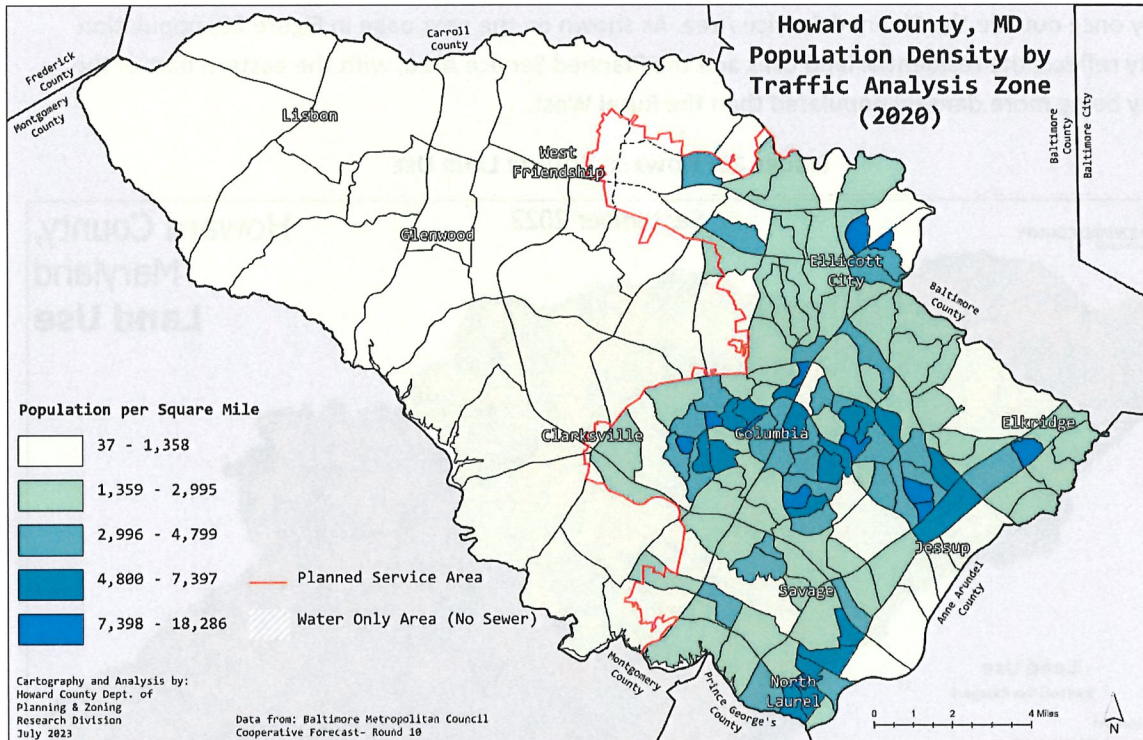 Howard County, MD
Population Density by
Traffic Analysis Zone
(2020)
Carroll
County
Frederick
County
Montgomery
County
Baltimore
County
Baltimore City
Lisbon
West
Friendship
Glenwood
Ellicott
City
Baltimore
County
Clarksville
Columbia
Elkridge
Jessup
Savage
Anne Arundel
County
North
Laurel
Montgomery
County
Prince George's
County
Population per Square Mile
37 - 1,358
1,359 - 2,995
2,996 - 4,799
4,800 - 7,397
7,398 - 18,286
Planned Service Area
Water Only Area (No Sewer)
Cartography and Analysis by:
Howard County Dept. of
Planning & Zoning
Research Division
July 2023
Data from: Baltimore Metropolitan Council
Cooperative Forecast- Round 10
0 1 2 4 Miles
N
Howard County,
Maryland
Land Use
Land Use